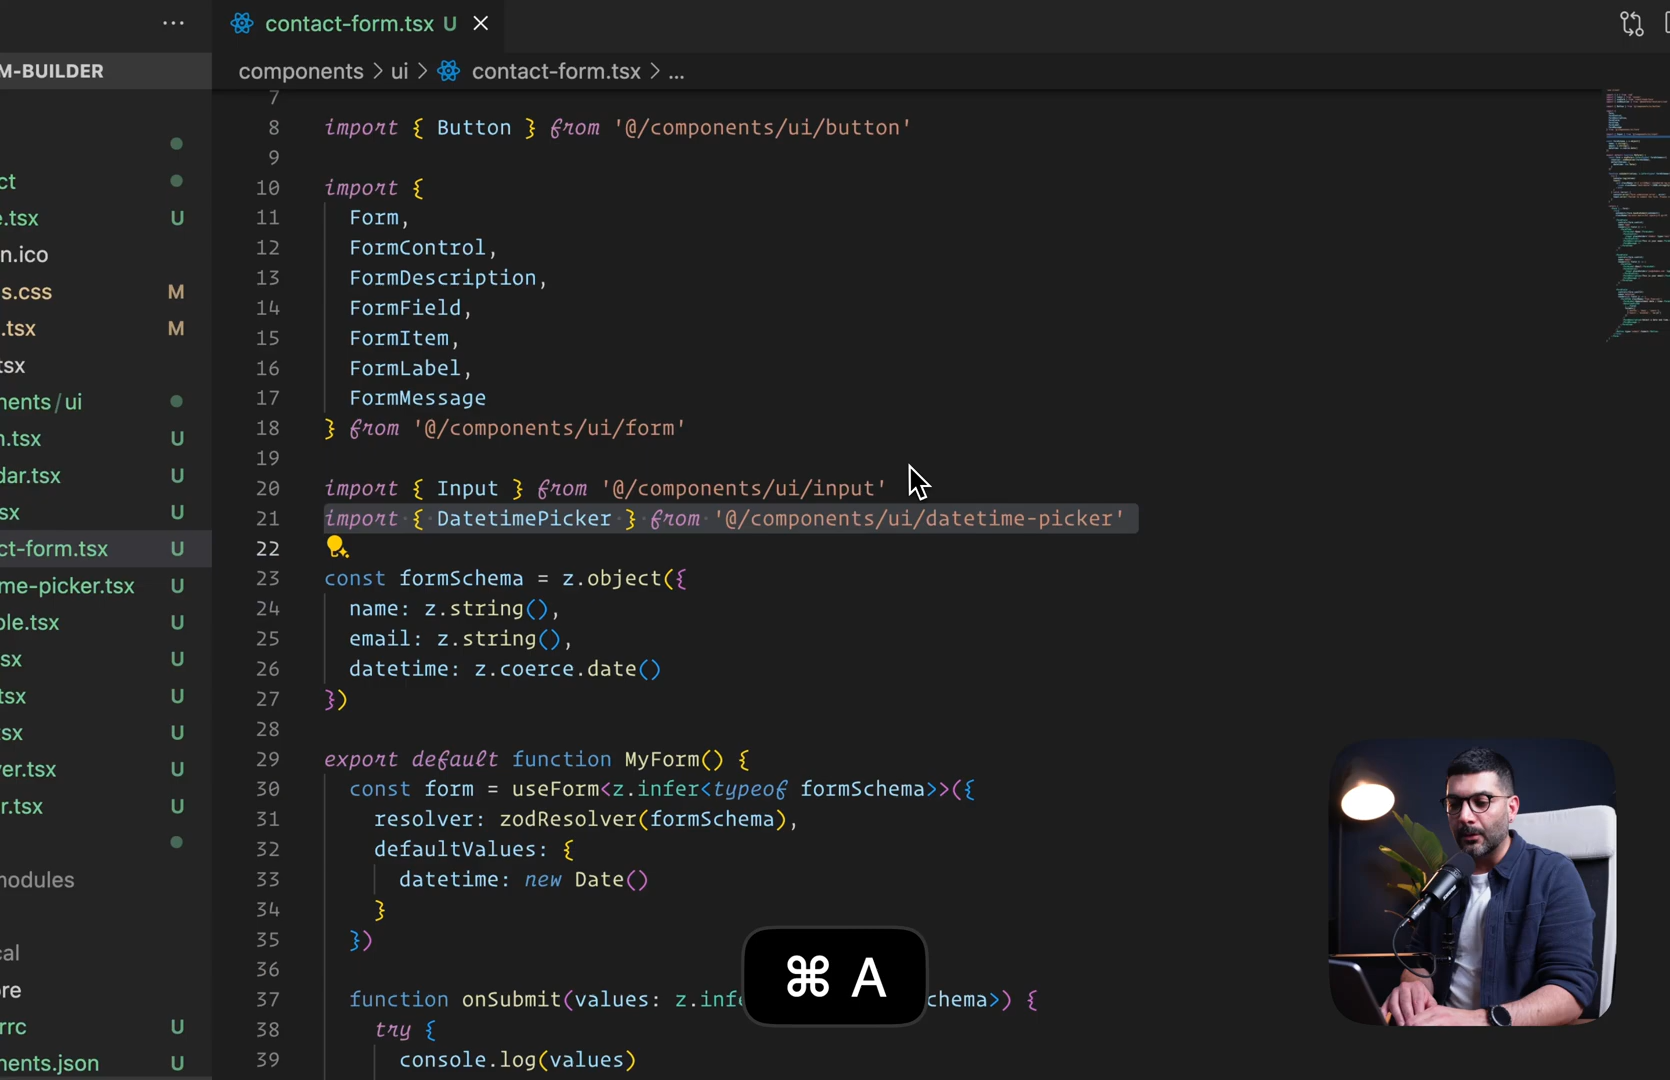 contact-form.tsx U
M-BUILDER
components > ui > contact-form.tsx > ...
ct
e.tsx U
n.ico
s.css M
.tsx M
tsx
nents/ui
n.tsx U
dar.tsx U
sx U
ct-form.tsx U
me-picker.tsx U
ble.tsx U
sx U
tsx U
tsx U
ver.tsx U
r.tsx U
nodules
cal
ore
rrc U
nents.json U
7
8 import { Button } from '@/components/ui/button'
9
10 import {
11 Form,
12 FormControl,
13 FormDescription,
14 FormField,
15 FormItem,
16 FormLabel,
17 FormMessage
18 } from '@/components/ui/form'
19
20 import { Input } from '@/components/ui/input'
21 import { DatetimePicker } from '@/components/ui/datetime-picker'
22
23 const formSchema = z.object({
24 name: z.string(),
25 email: z.string(),
26 datetime: z.coerce.date()
27 })
28
29 export default function MyForm() {
30 const form = useForm<z.infer<typeof formSchema>>({
31 resolver: zodResolver(formSchema),
32 defaultValues: {
33 datetime: new Date()
34 }
35 })
36
37 function onSubmit(values: z.inf chema>) {
38 try {
39 console.log(values)
⌘ A